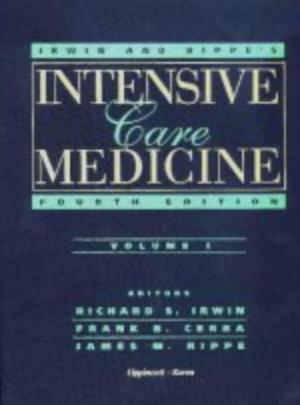 IRWIN AND RIPPE'S
INTENSIVE
Care
MEDICINE
FOURTH EDITION
VOLUME I
EDITORS
RICHARD S. IRWIN
FRANK B. CERRA
JAMES M. RIPPE
Lippincott - Raven